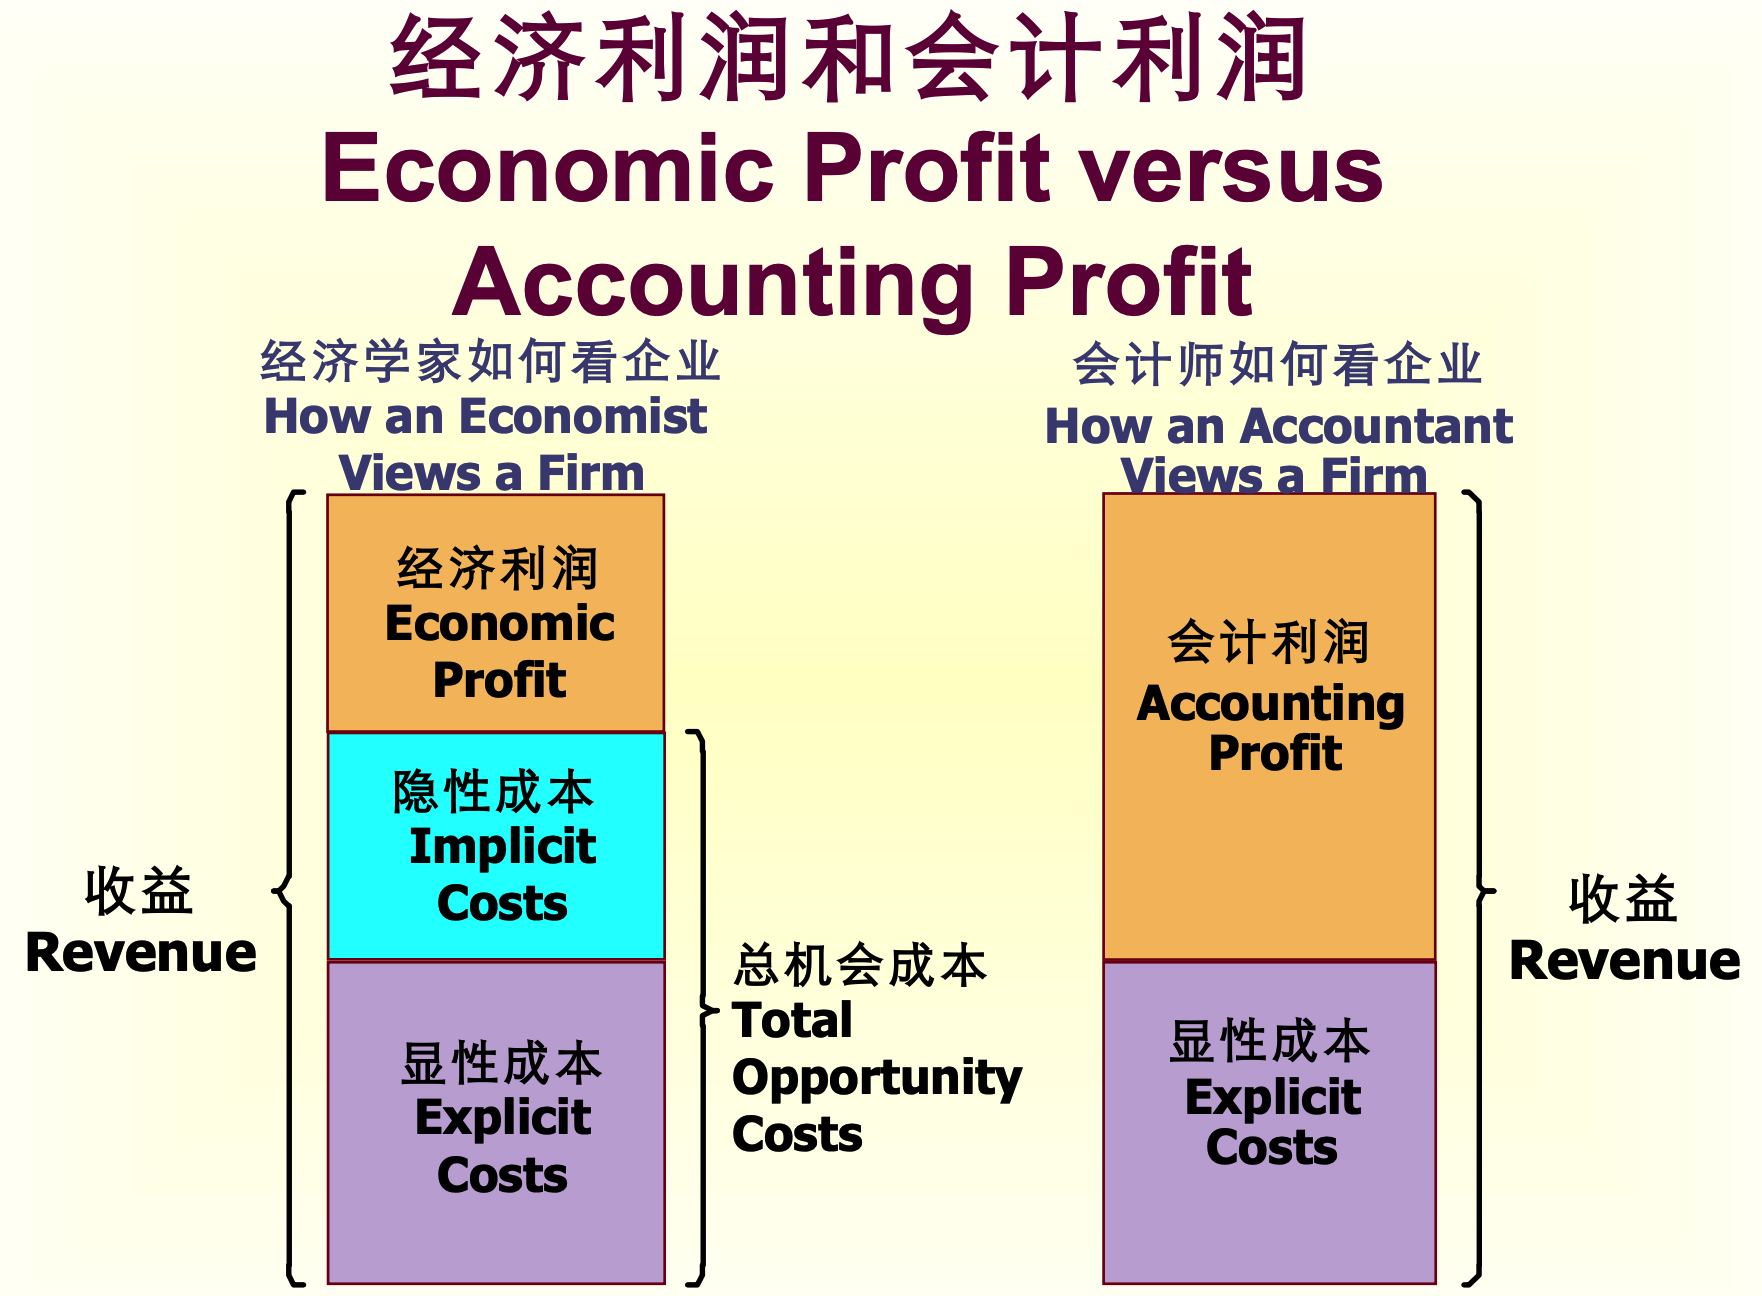 经济利润和会计利润
Economic Profit versus
Accounting Profit
经济学家如何看企业
How an Economist
Views a Firm
会计师如何看企业
How an Accountant
Views a Firm
经济利润
Economic
Profit
隐性成本
Implicit
Costs
显性成本
Explicit
Costs
收益
Revenue
总机会成本
Total
Opportunity
Costs
会计利润
Accounting
Profit
显性成本
Explicit
Costs
收益
Revenue